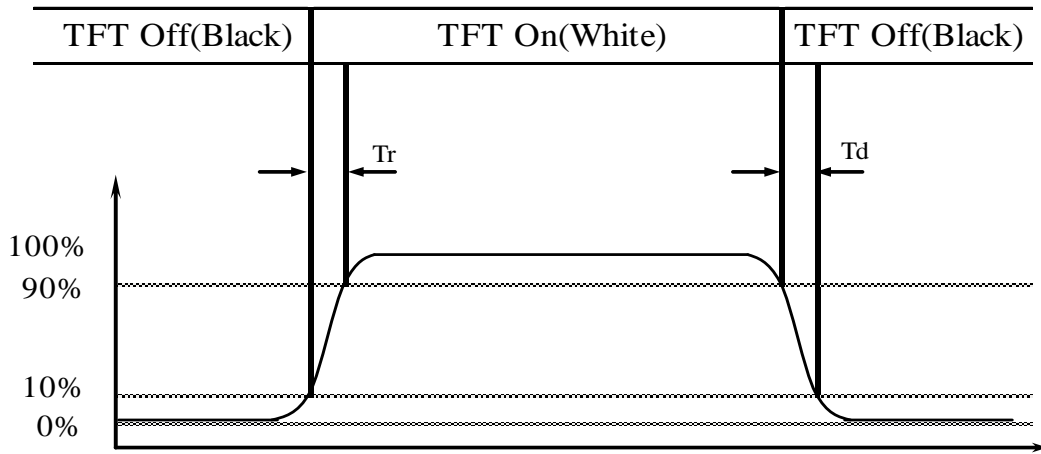 TFT Off(Black) TFT On(White) TFT Off(Black)
Tr Td
100%
90%
10%
0%